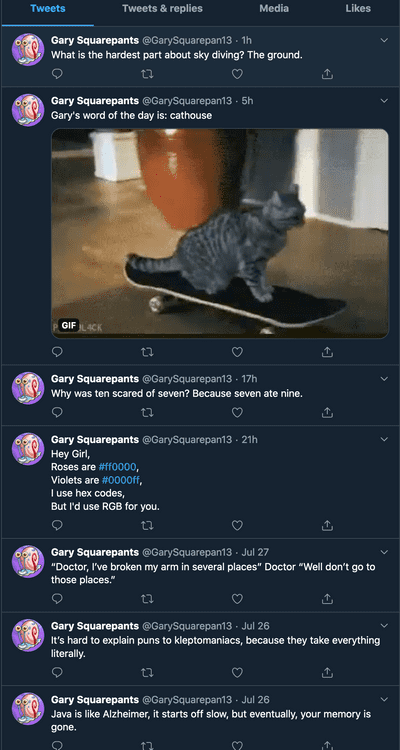 Tweets Tweets & replies Media Likes
Gary Squarepants @GarySquarepan13 · 1h
What is the hardest part about sky diving? The ground.
Gary Squarepants @GarySquarepan13 · 5h
Gary's word of the day is: cathouse
GIF
Gary Squarepants @GarySquarepan13 · 17h
Why was ten scared of seven? Because seven ate nine.
Gary Squarepants @GarySquarepan13 · 21h
Hey Girl,
Roses are #ff0000,
Violets are #0000ff,
I use hex codes,
But I'd use RGB for you.
Gary Squarepants @GarySquarepan13 · Jul 27
“Doctor, I’ve broken my arm in several places” Doctor “Well don’t go to
those places.”
Gary Squarepants @GarySquarepan13 · Jul 26
It’s hard to explain puns to kleptomaniacs, because they take everything
literally.
Gary Squarepants @GarySquarepan13 · Jul 26
Java is like Alzheimer, it starts off slow, but eventually, your memory is
gone.